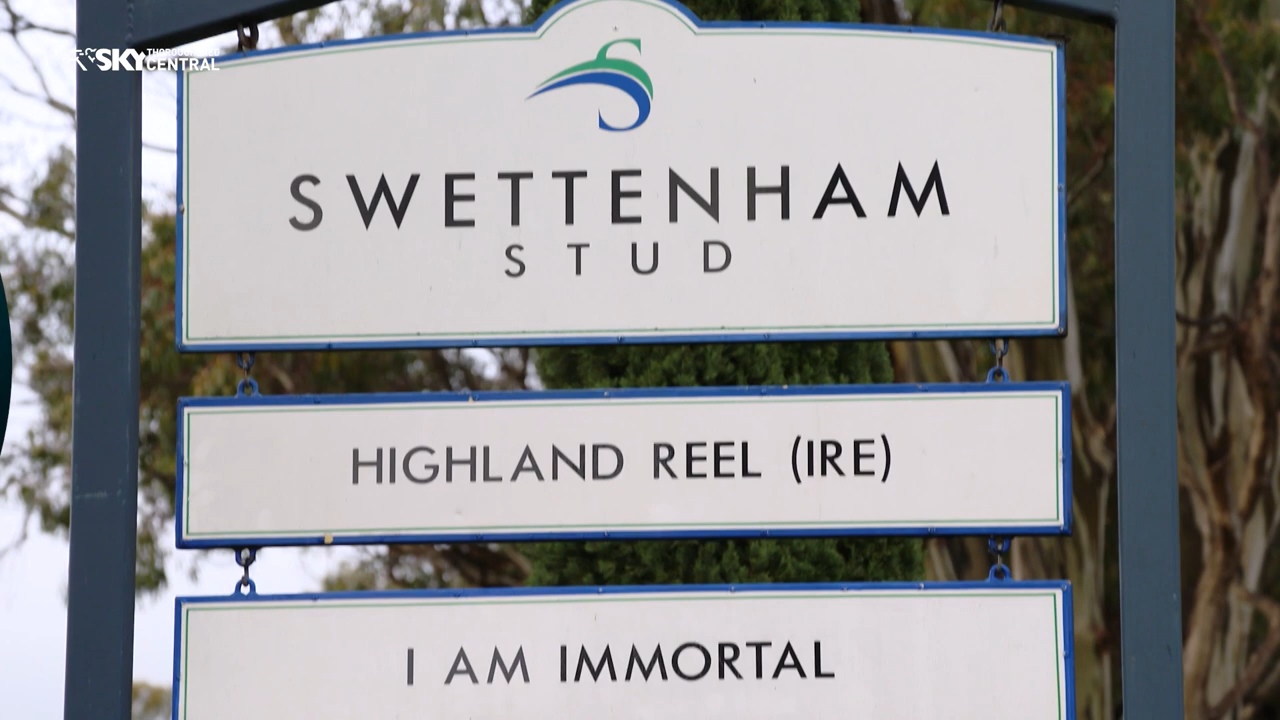 SKY THOROUGHBRED
CENTRAL
S
SWETTENHAM
STUD
HIGHLAND REEL (IRE)
I AM IMMORTAL